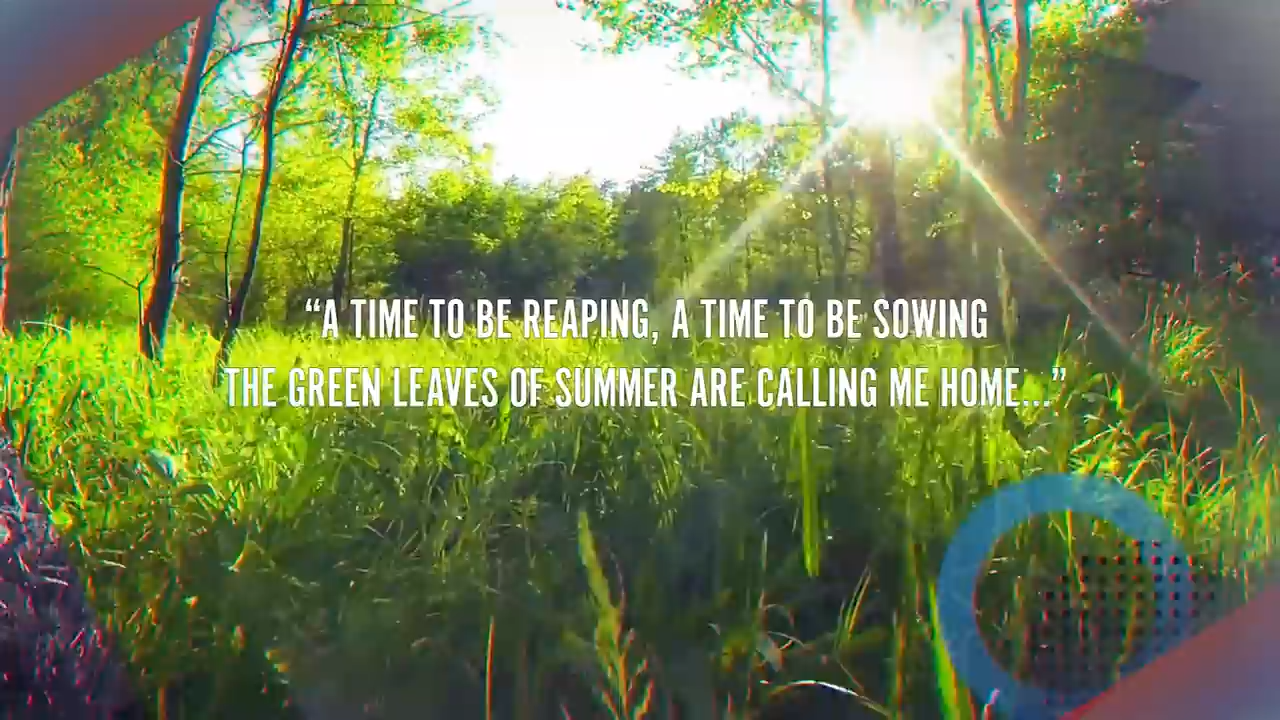 “A TIME TO BE REAPING, A TIME TO BE SOWING
THE GREEN LEAVES OF SUMMER ARE CALLING ME HOME...”